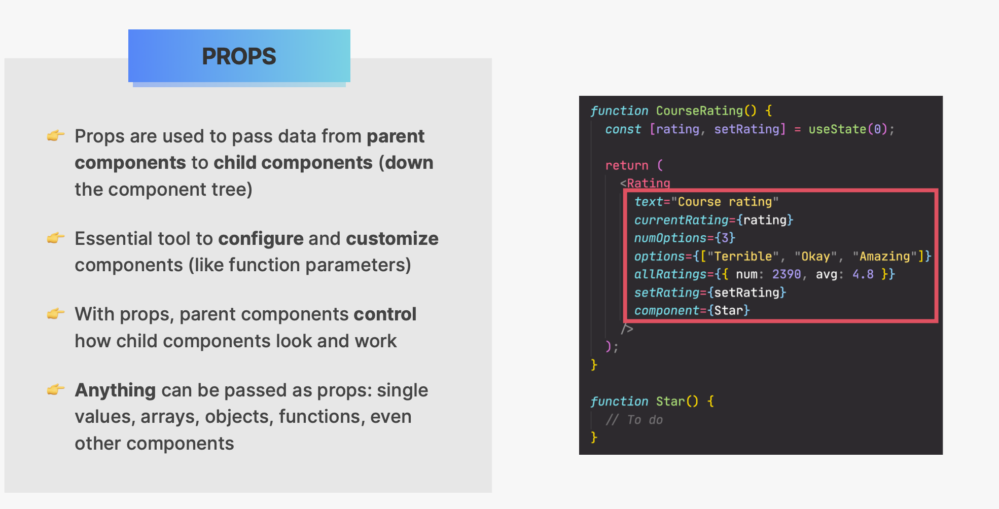 PROPS
👉 Props are used to pass data from parent
components to child components (down
the component tree)
👉 Essential tool to configure and customize
components (like function parameters)
👉 With props, parent components control
how child components look and work
👉 Anything can be passed as props: single
values, arrays, objects, functions, even
other components
function CourseRating() {
  const [rating, setRating] = useState(0);
  return (
    <Rating
      text="Course rating"
      currentRating={rating}
      numOptions={3}
      options={["Terrible", "Okay", "Amazing"]}
      allRatings={{ num: 2390, avg: 4.8 }}
      setRating={setRating}
      component={Star}
    />
  );
}
function Star() {
  // To do
}